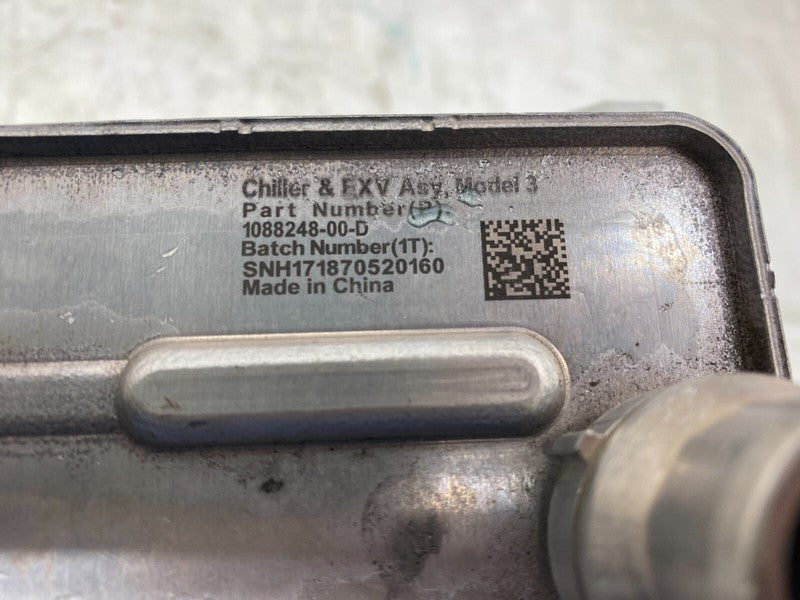 Chiller & EXV Asy, Model 3
Part Number(P):
1088248-00-D
Batch Number(1T):
SNH171870520160
Made in China